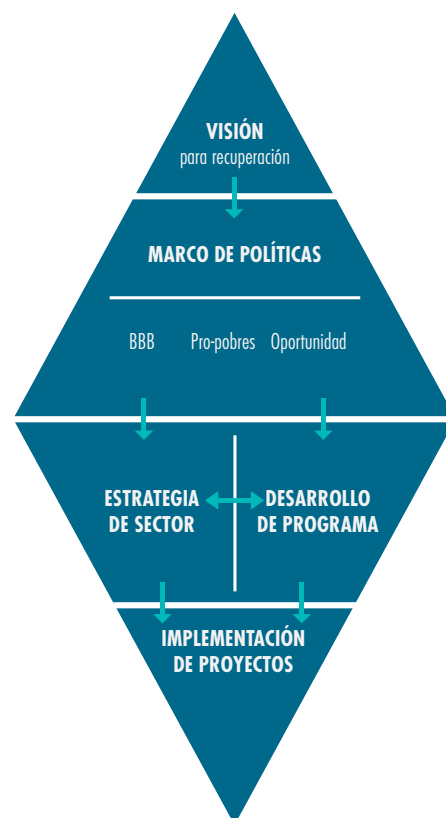 VISIÓN
para recuperación
MARCO DE POLÍTICAS
BBB Pro-pobres Oportunidad
ESTRATEGIA
DE SECTOR
DESARROLLO
DE PROGRAMA
IMPLEMENTACIÓN
DE PROYECTOS